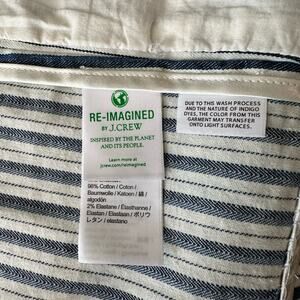 RE-IMAGINED
BY J.CREW
INSPIRED BY THE PLANET
AND ITS PEOPLE.
Learn more at
jcrew.com/reimagined
98% Cotton / Coton /
Baumwolle / Katoen / 綿 /
algodón
2% Elastane / Élasthanne /
Elastan / Elastaan / ポリウ
レタン / elastano
DUE TO THIS WASH PROCESS
AND THE NATURE OF INDIGO
DYES, THE COLOR FROM THIS
GARMENT MAY TRANSFER
ONTO LIGHT SURFACES.